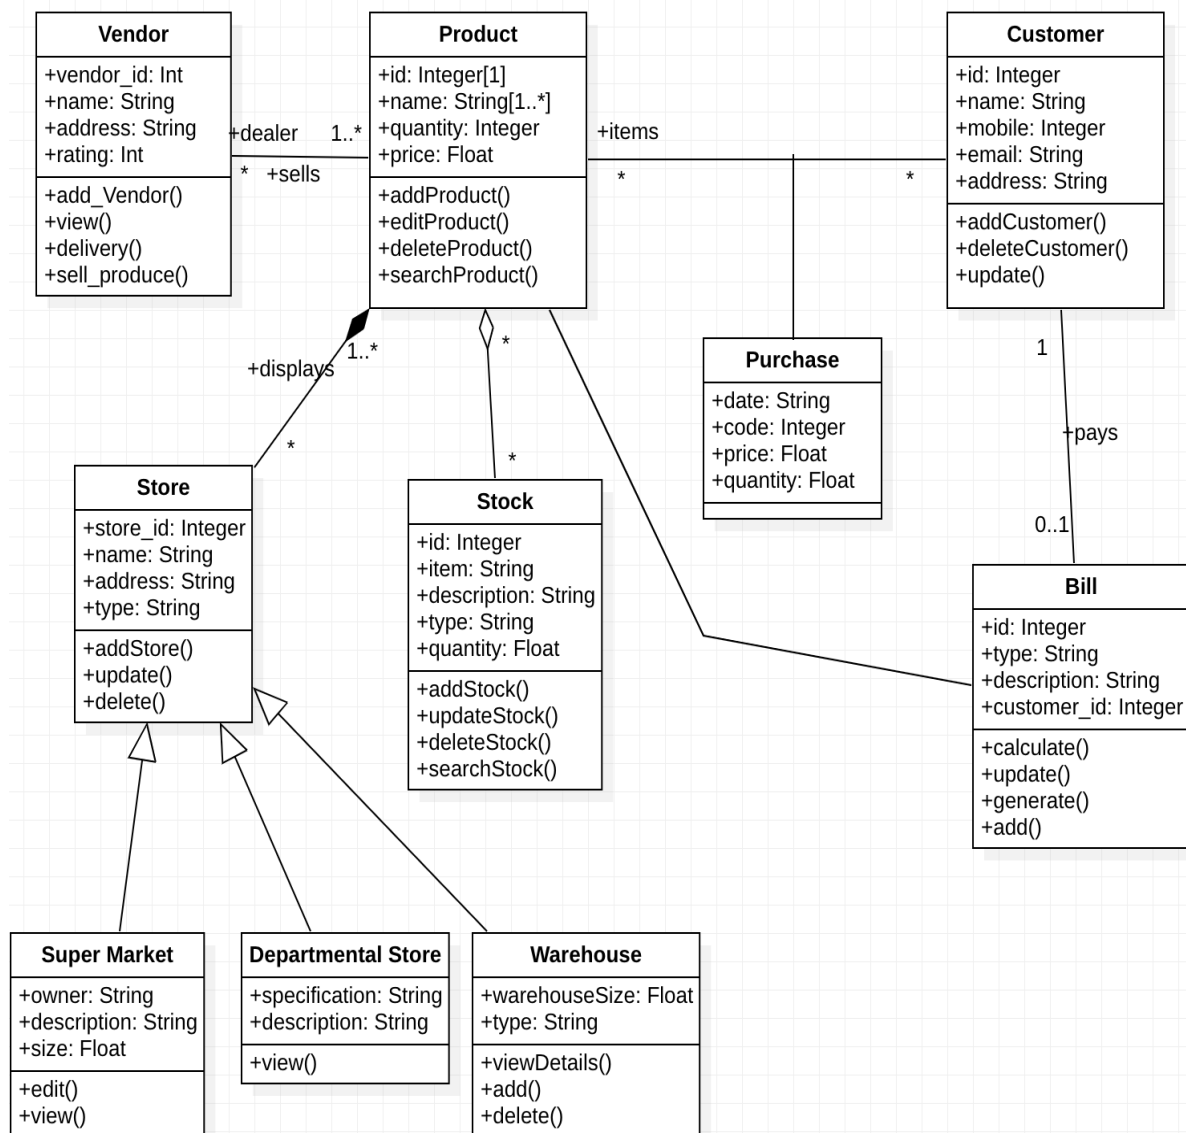 Vendor
+vendor_id: Int
+name: String
+address: String
+rating: Int
+add_Vendor()
+view()
+delivery()
+sell_produce()
+dealer
1..*
*
+sells
Product
+id: Integer[1]
+name: String[1..*]
+quantity: Integer
+price: Float
+addProduct()
+editProduct()
+deleteProduct()
+searchProduct()
+items
*
*
Customer
+id: Integer
+name: String
+mobile: Integer
+email: String
+address: String
+addCustomer()
+deleteCustomer()
+update()
1..*
+displays
*
*
*
1
+pays
0..1
Purchase
+date: String
+code: Integer
+price: Float
+quantity: Float
Store
+store_id: Integer
+name: String
+address: String
+type: String
+addStore()
+update()
+delete()
Stock
+id: Integer
+item: String
+description: String
+type: String
+quantity: Float
+addStock()
+updateStock()
+deleteStock()
+searchStock()
Bill
+id: Integer
+type: String
+description: String
+customer_id: Integer
+calculate()
+update()
+generate()
+add()
Super Market
+owner: String
+description: String
+size: Float
+edit()
+view()
Departmental Store
+specification: String
+description: String
+view()
Warehouse
+warehouseSize: Float
+type: String
+viewDetails()
+add()
+delete()